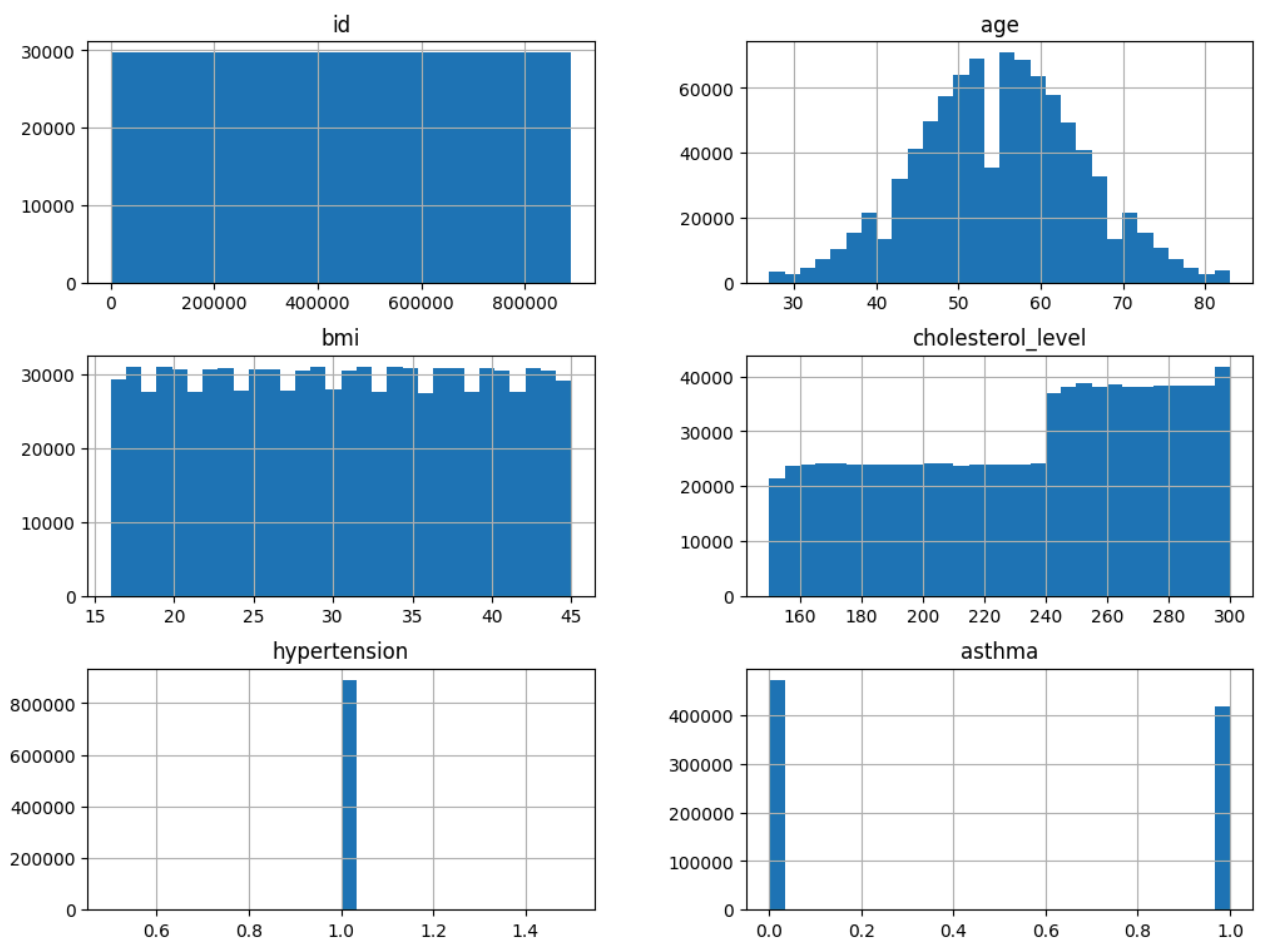 id
30000
20000
10000
0
0 200000 400000 600000 800000
age
60000
40000
20000
0
30 40 50 60 70 80
bmi
30000
20000
10000
0
15 20 25 30 35 40 45
cholesterol_level
40000
30000
20000
10000
0
160 180 200 220 240 260 280 300
hypertension
800000
600000
400000
200000
0
0.6 0.8 1.0 1.2 1.4
asthma
400000
300000
200000
100000
0
0.0 0.2 0.4 0.6 0.8 1.0